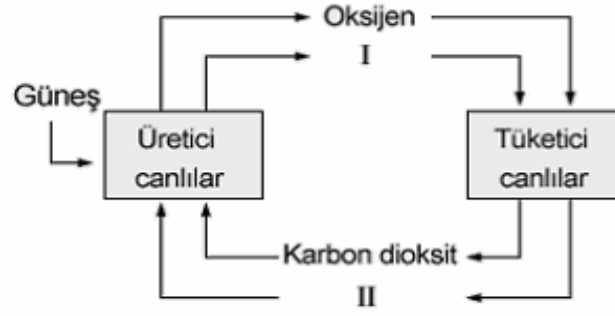 Oksijen
I
Güneş
Üretici
canlılar
Tüketici
canlılar
Karbon dioksit
II